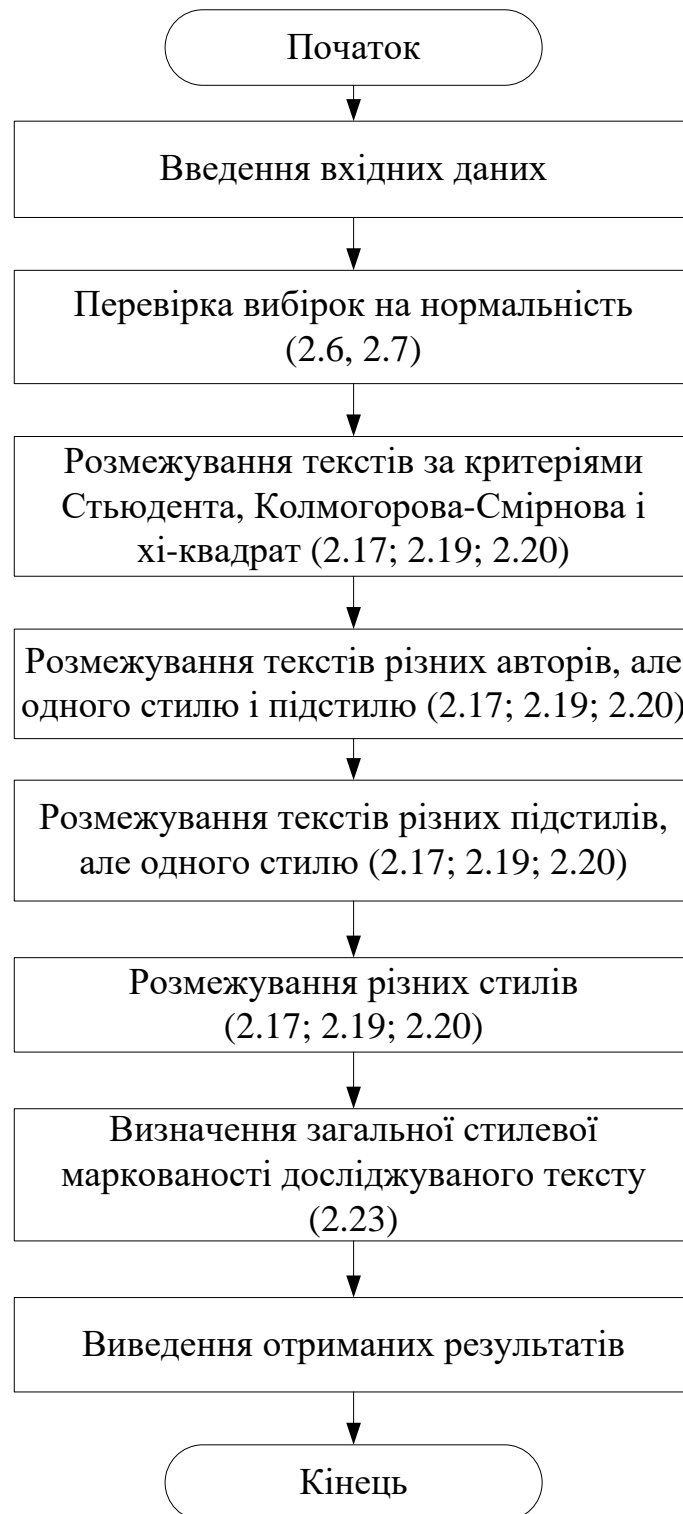 Початок
Введення вхідних даних
Перевірка вибірок на нормальність
(2.6, 2.7)
Розмежування текстів за критеріями
Стьюдента, Колмогорова-Смірнова і
хі-квадрат (2.17; 2.19; 2.20)
Розмежування текстів різних авторів, але
одного стилю і підстилю (2.17; 2.19; 2.20)
Розмежування текстів різних підстилів,
але одного стилю (2.17; 2.19; 2.20)
Розмежування різних стилів
(2.17; 2.19; 2.20)
Визначення загальної стилевої
маркованості досліджуваного тексту
(2.23)
Виведення отриманих результатів
Кінець